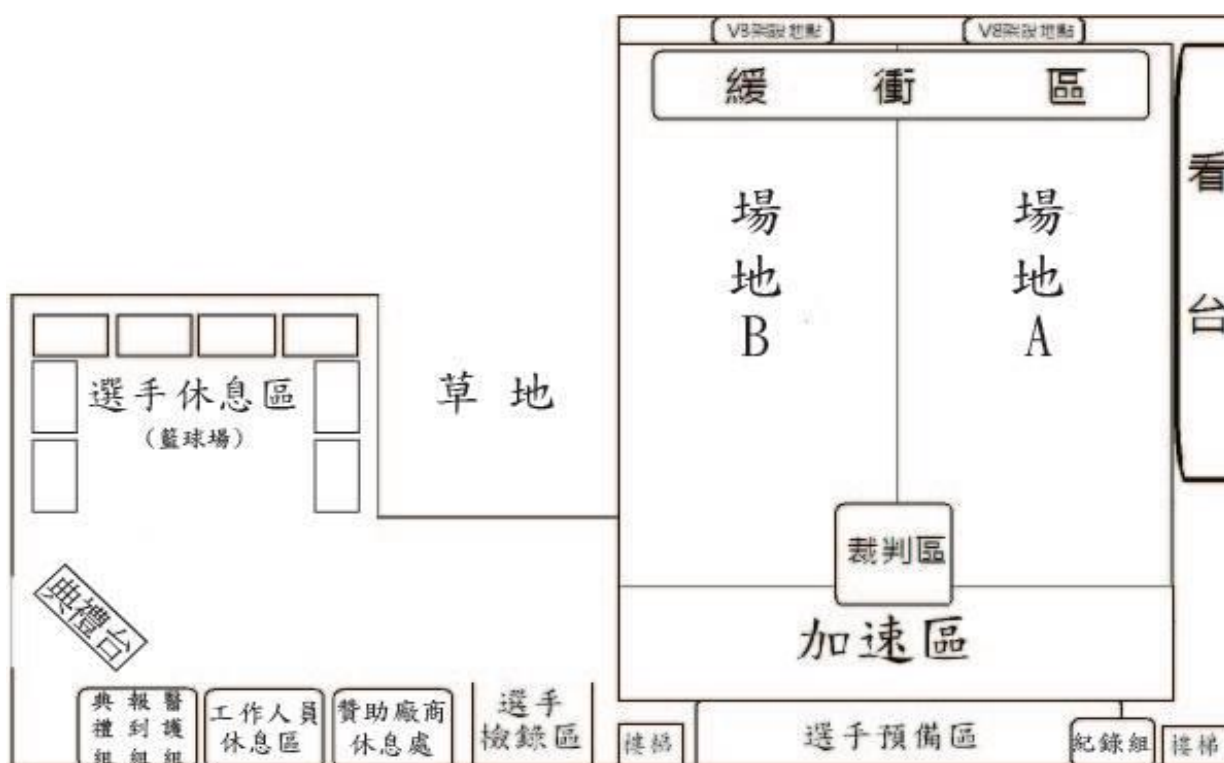 V8架設地點
V8架設地點
緩衝區
看台
場地B
場地A
選手休息區
(籃球場)
草地
裁判區
典禮台
加速區
典禮組
報到組
醫護組
工作人員
休息區
贊助廠商
休息處
選手
檢錄區
樓梯
選手預備區
紀錄組
樓梯